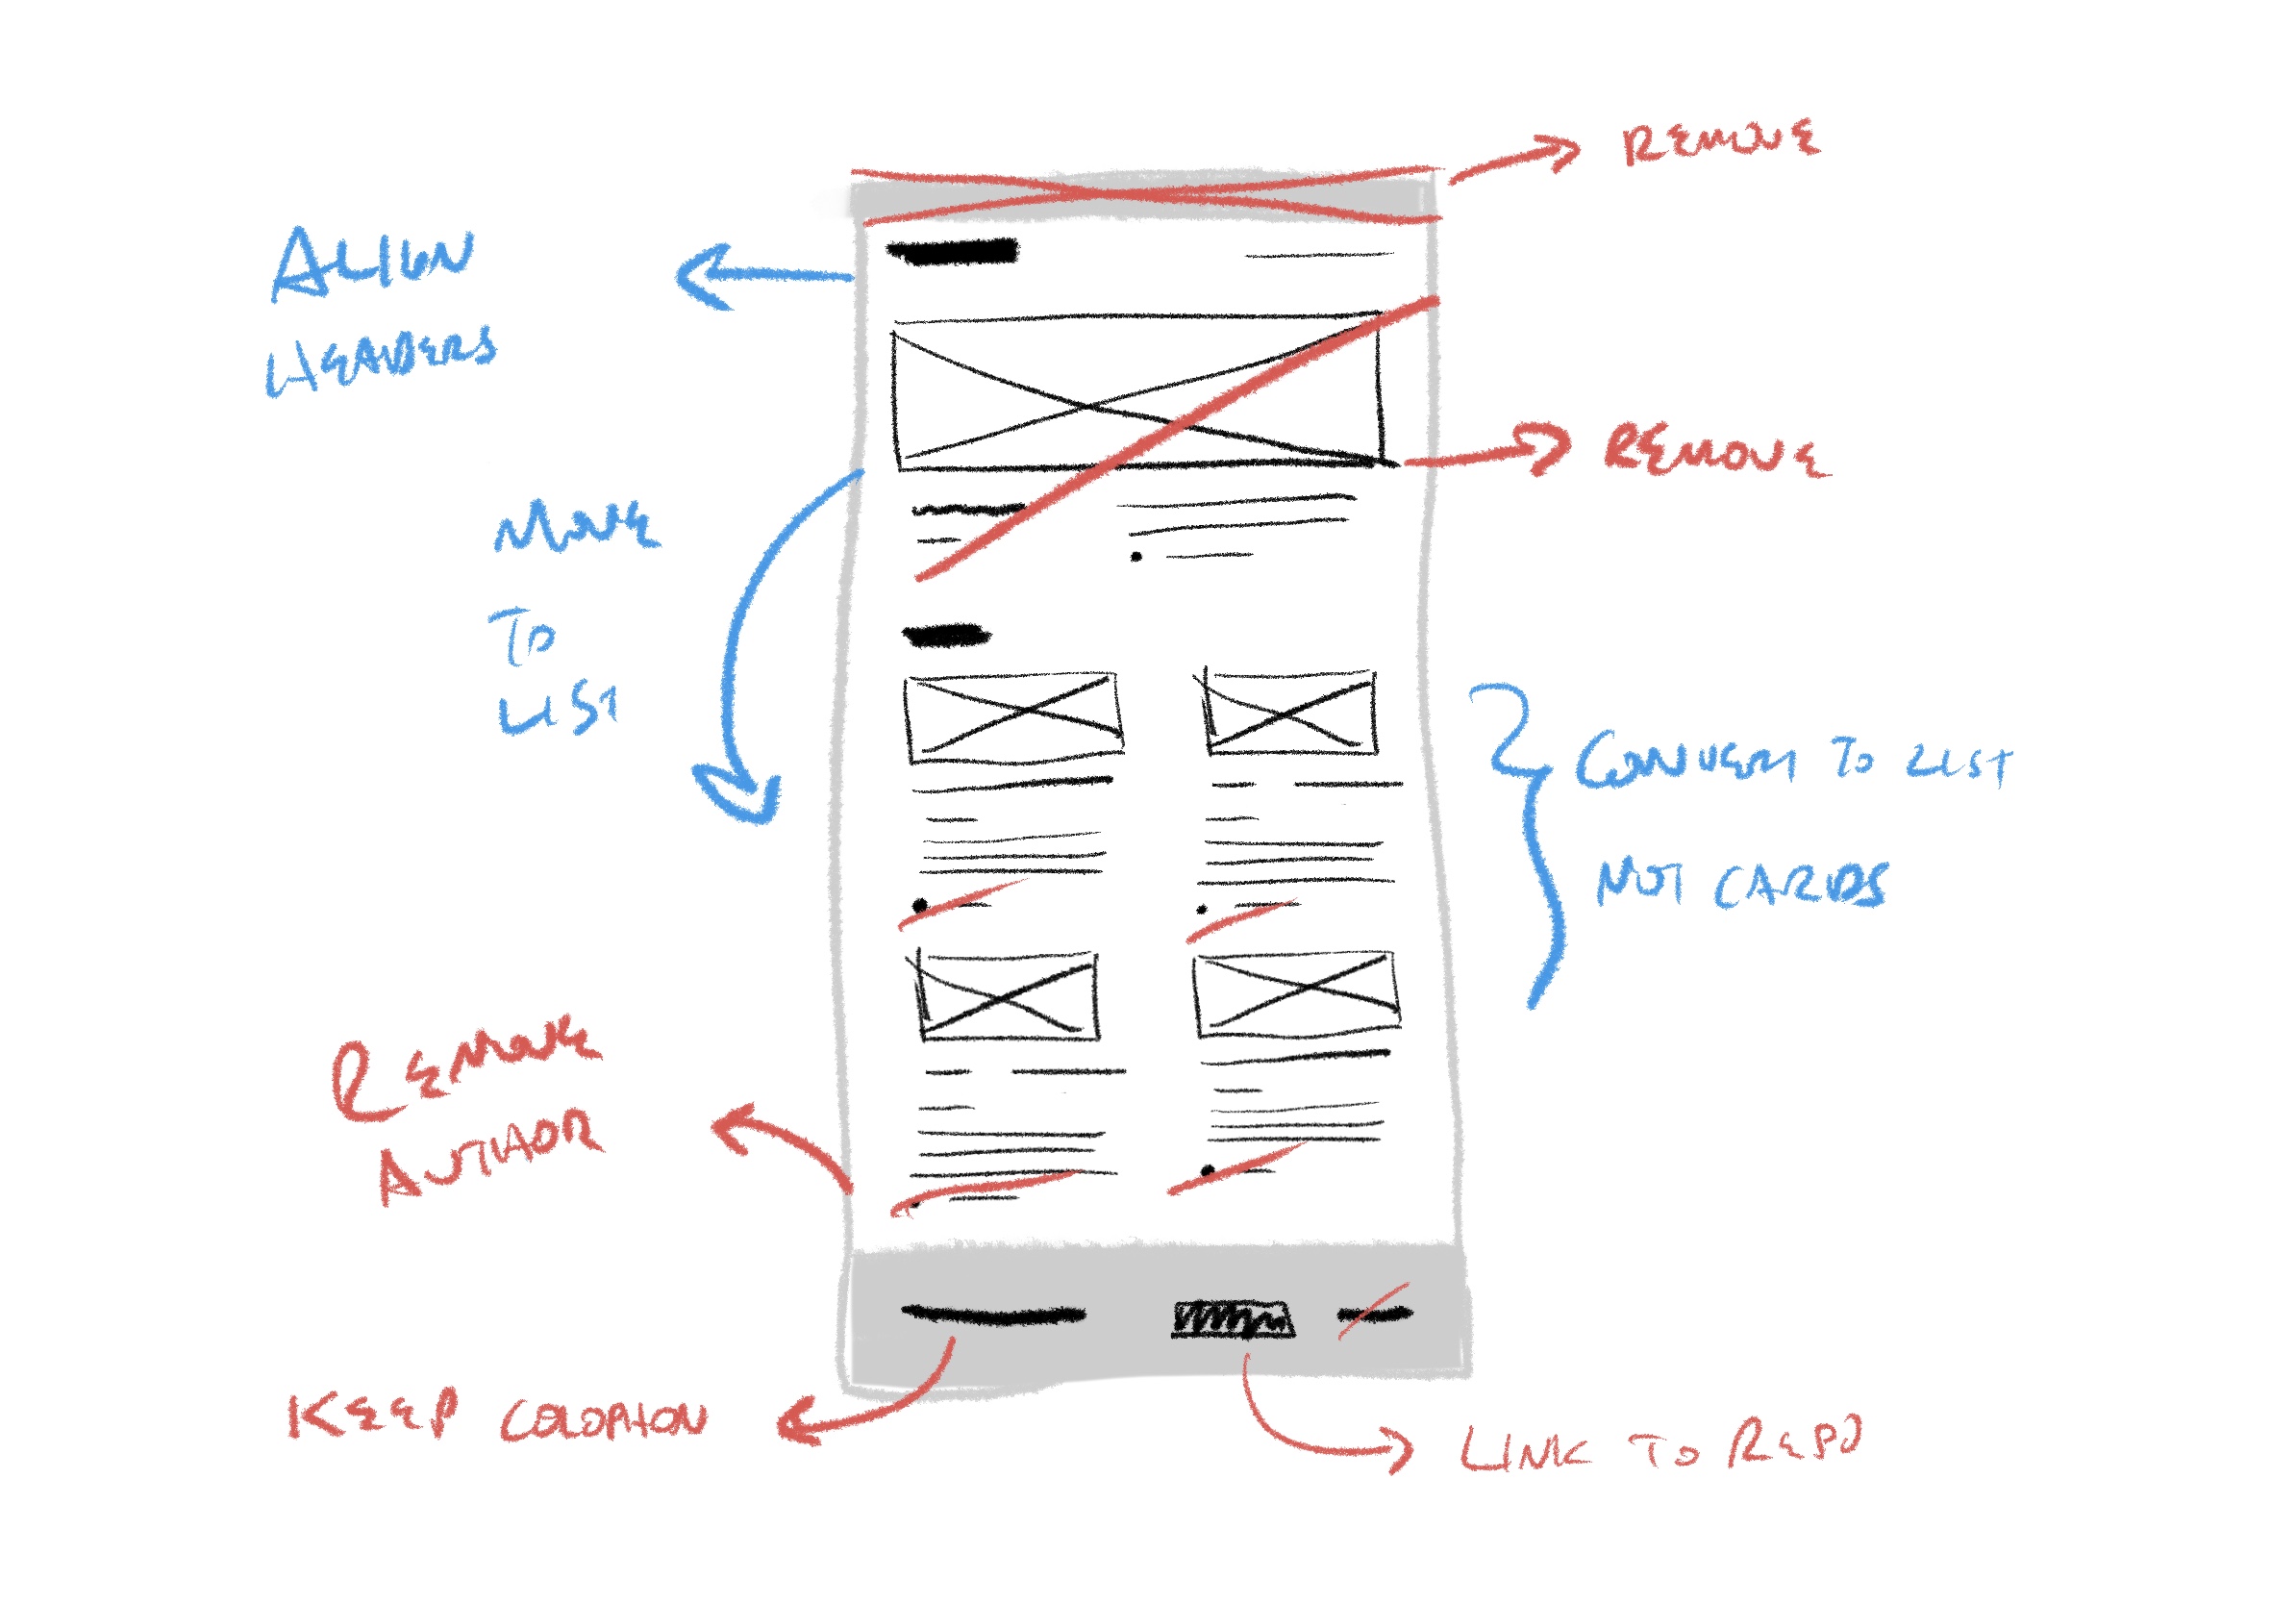 REMOVE
ALIGN
HEADERS
REMOVE
MOVE
TO
LIST
CONVERT TO LIST
NOT CARDS
REMOVE
AUTHOR
KEEP COLOPHON
LINK TO REPO